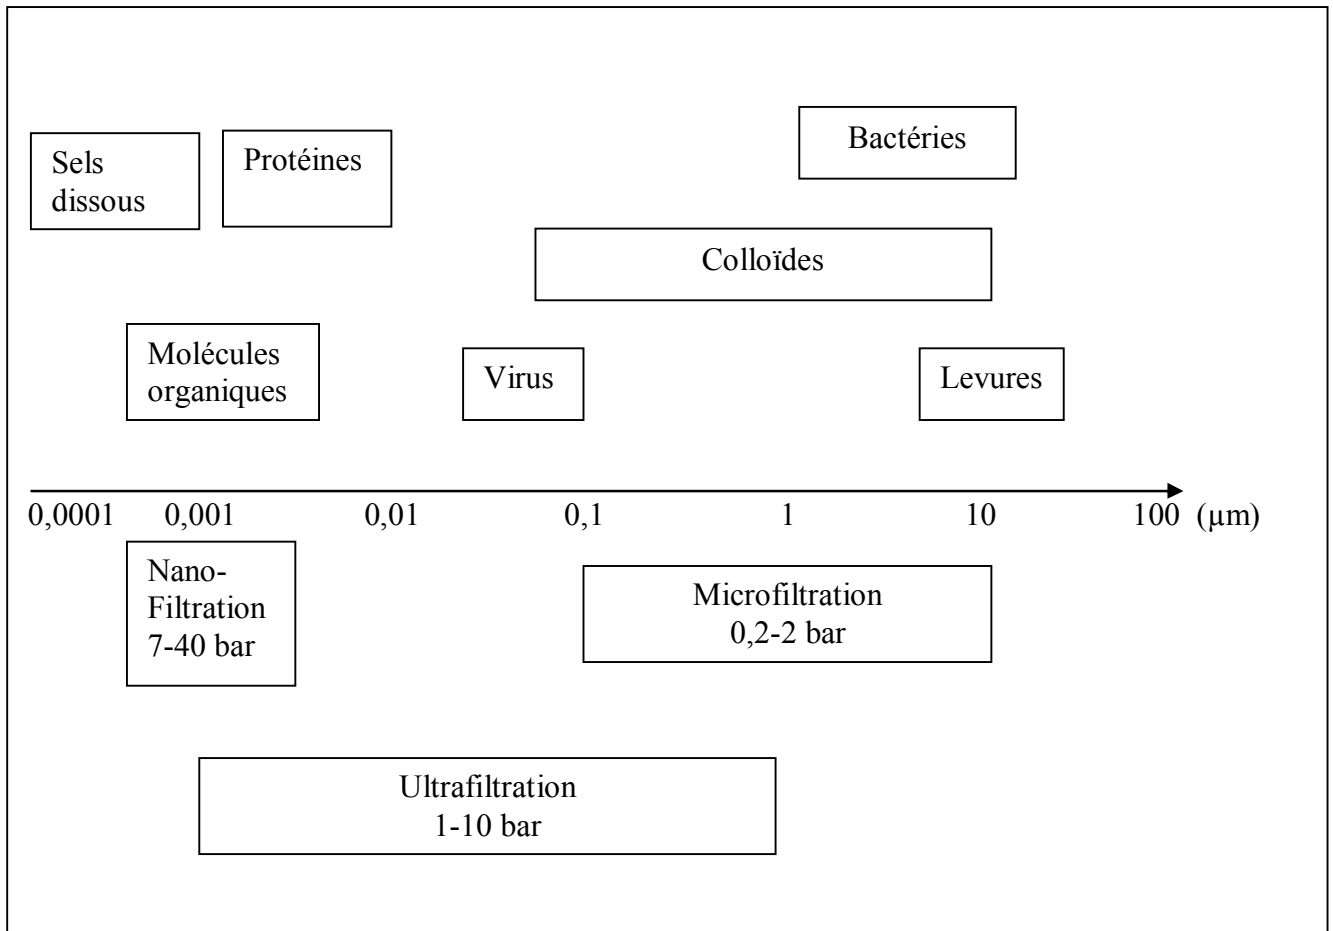 Bactéries
Sels
dissous
Protéines
Colloïdes
Molécules
organiques
Virus
Levures
0,0001 0,001 0,01 0,1 1 10 100 (µm)
Nano-
Filtration
7-40 bar
Microfiltration
0,2-2 bar
Ultrafiltration
1-10 bar